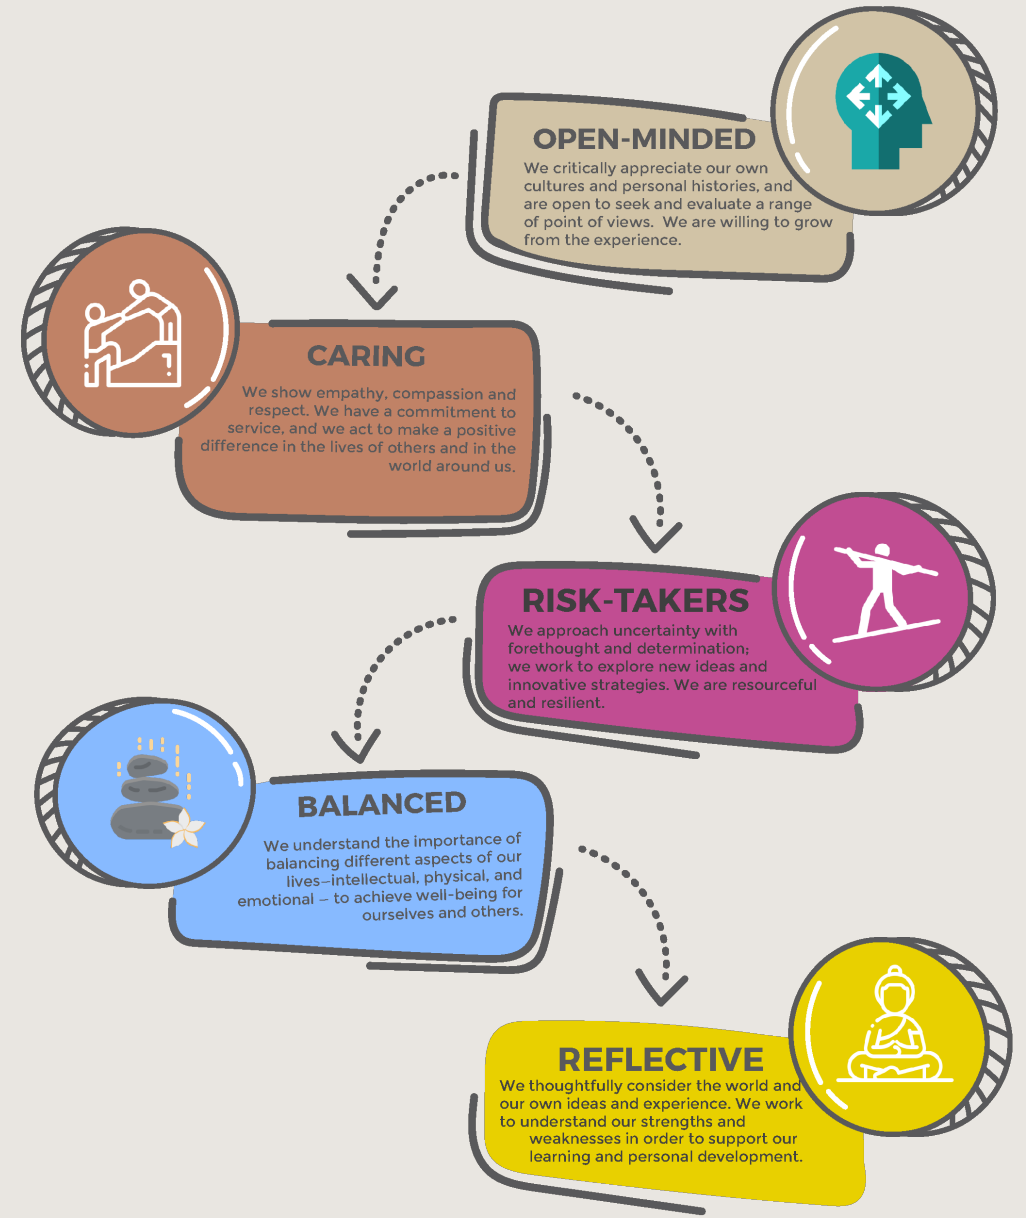 OPEN-MINDED
We critically appreciate our own
cultures and personal histories, and
are open to seek and evaluate a range
of point of views.  We are willing to grow
from the experience.
CARING
We show empathy, compassion and
respect. We have a commitment to
service, and we act to make a positive
difference in the lives of others and in the
world around us.
RISK-TAKERS
We approach uncertainty with
forethought and determination;
we work to explore new ideas and
innovative strategies. We are resourceful
and resilient.
BALANCED
We understand the importance of
balancing different aspects of our
lives—intellectual, physical, and
emotional – to achieve well-being for
ourselves and others.
REFLECTIVE
We thoughtfully consider the world and
our own ideas and experience. We work
to understand our strengths and
weaknesses in order to support our
learning and personal development.